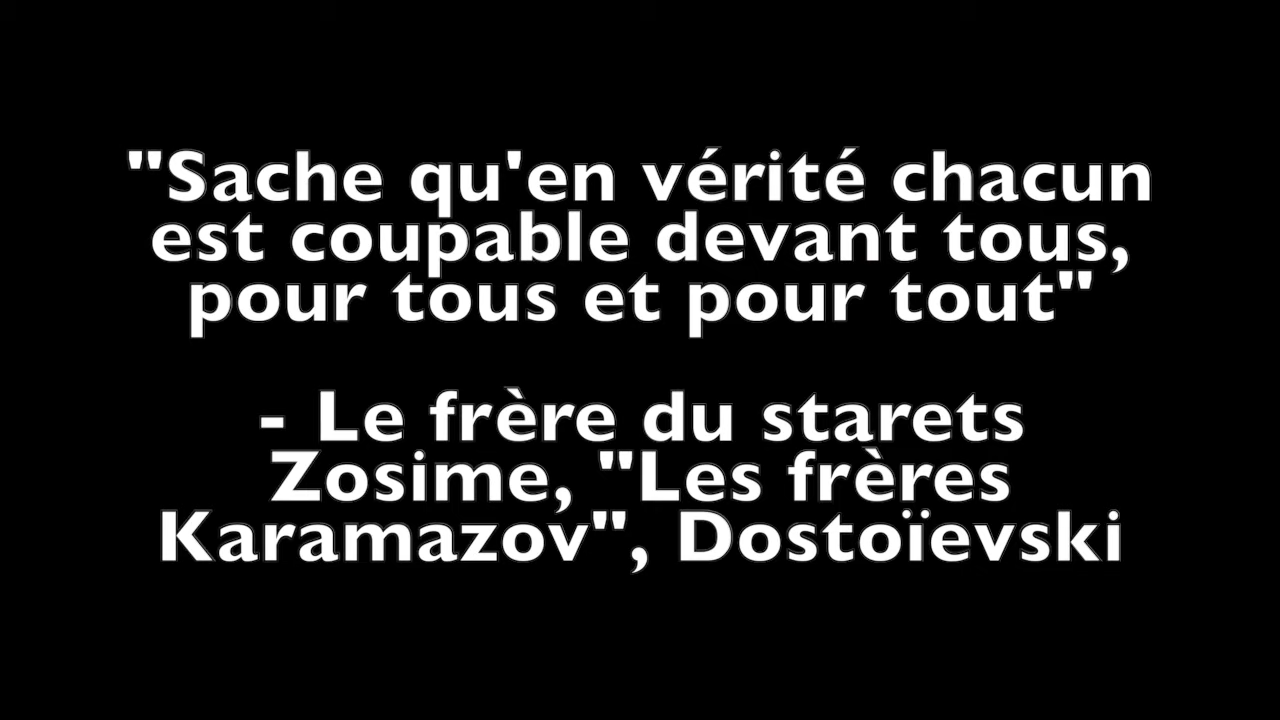 "Sache qu'en vérité chacun
est coupable devant tous,
pour tous et pour tout"
- Le frère du starets
Zosime, "Les frères
Karamazov", Dostoïevski